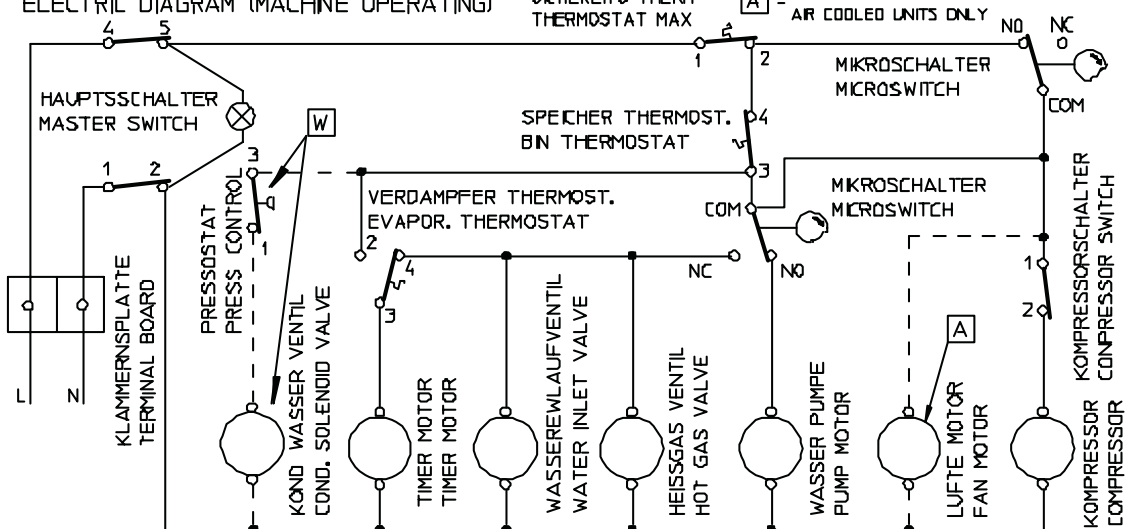 ELECTRIC DIAGRAM (MACHINE OPERATING)
THERMOSTAT MAX
A -
AIR COOLED UNITS ONLY
4 5
1 2
NO NC
COM
MIKROSCHALTER
MICROSWITCH
HAUPTSSCHALTER
MASTER SWITCH
W
SPEICHER THERMOST.
BIN THERMOSTAT
4
3
1 2
3
1
PRESSOSTAT
PRESS CONTROL
VERDAMPFER THERMOST.
EVAPOR. THERMOSTAT
2
4
3
COM
NC
NO
MIKROSCHALTER
MICROSWITCH
KOMPRESSORSCHALTER
CONPRESSOR SWITCH
1
2
A
L N
KLAMMERNSPLATTE
TERMINAL BOARD
KOND WASSER VENTIL
COND. SOLENOID VALVE
TIMER MOTOR
TIMER MOTOR
WASSEREWLAUFVENTIL
WATER INLET VALVE
HEISSGAS VENTIL
HOT GAS VALVE
WASSER PUMPE
PUMP MOTOR
LUFTE MOTOR
FAN MOTOR
KOMPRESSOR
COMPRESSOR